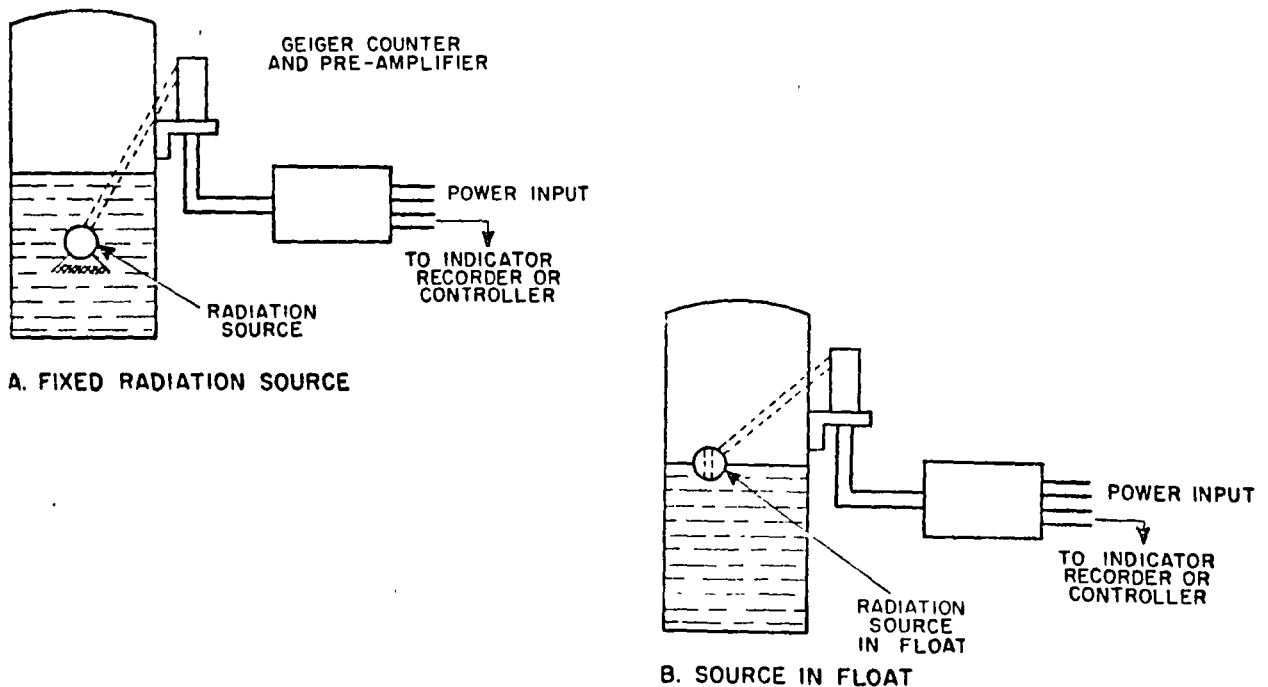 GEIGER COUNTER
AND PRE-AMPLIFIER
POWER INPUT
TO INDICATOR
RECORDER OR
CONTROLLER
RADIATION
SOURCE
A. FIXED RADIATION SOURCE
POWER INPUT
TO INDICATOR
RECORDER OR
CONTROLLER
RADIATION
SOURCE
IN FLOAT
B. SOURCE IN FLOAT